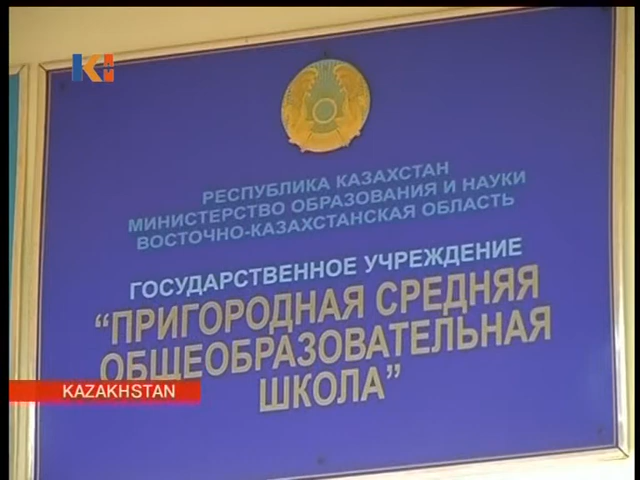 K+
РЕСПУБЛИКА КАЗАХСТАН
МИНИСТЕРСТВО ОБРАЗОВАНИЯ И НАУКИ
ВОСТОЧНО-КАЗАХСТАНСКАЯ ОБЛАСТЬ
ГОСУДАРСТВЕННОЕ УЧРЕЖДЕНИЕ
“ПРИГОРОДНАЯ СРЕДНЯЯ
ОБЩЕОБРАЗОВАТЕЛЬНАЯ
ШКОЛА”
KAZAKHSTAN